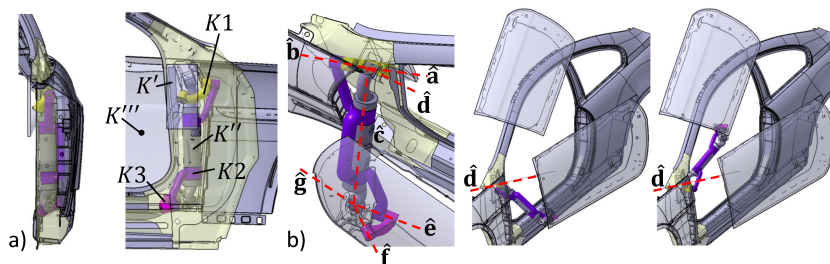 a)
K′′′
K′
K1
K′′
K2
K3
b)
b̂
â
d̂
ĉ
ĝ
ê
f̂
d̂
d̂